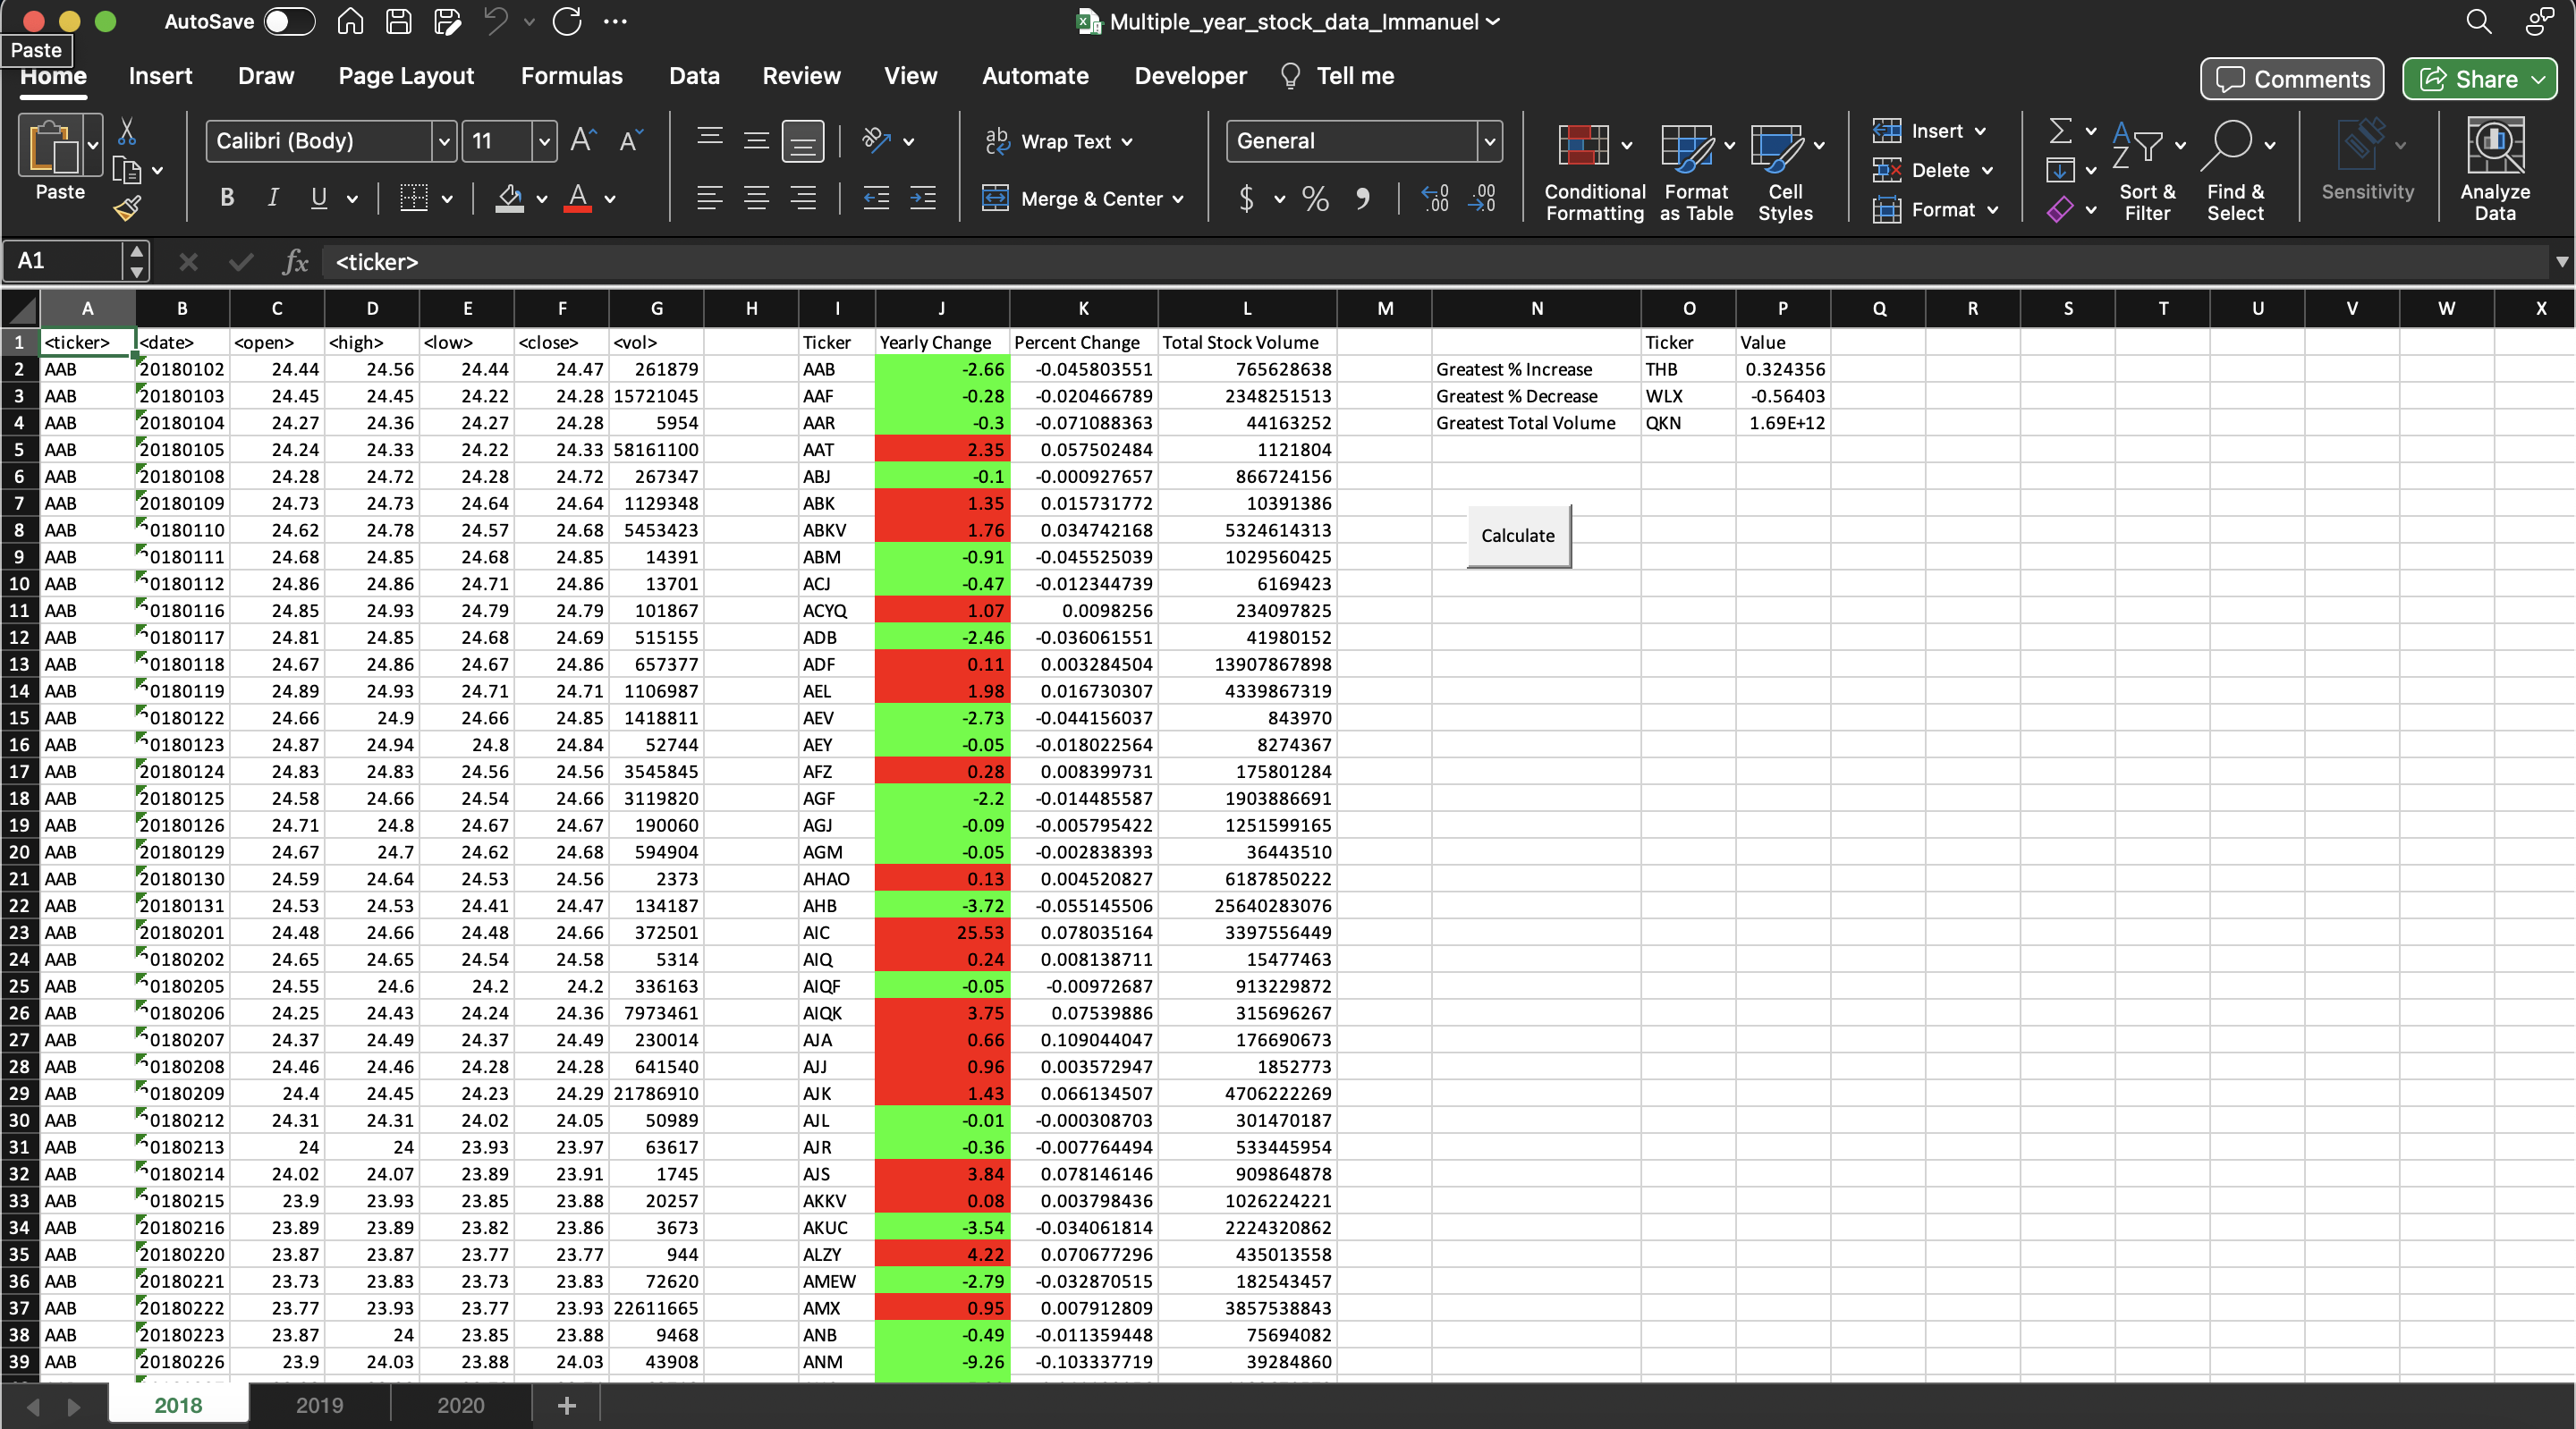 AutoSave
Multiple_year_stock_data_Immanuel
Paste
Home Insert Draw Page Layout Formulas Data Review View Automate Developer Tell me Comments Share
Paste
Calibri (Body) 11
B I U
Wrap Text
Merge & Center
General
$ %
Conditional Formatting
Format as Table
Cell Styles
Insert
Delete
Format
Sort & Filter
Find & Select
Sensitivity
Analyze Data
A1 fx <ticker>
A B C D E F G H I J K L M N O P Q R S T U V W X
1 <ticker> <date> <open> <high> <low> <close> <vol> Ticker Yearly Change Percent Change Total Stock Volume Ticker Value
2 AAB 20180102 24.44 24.56 24.44 24.47 261879 AAB -2.66 -0.045803551 765628638 Greatest % Increase THB 0.324356
3 AAB 20180103 24.45 24.45 24.22 24.28 15721045 AAF -0.28 -0.020466789 2348251513 Greatest % Decrease WLX -0.56403
4 AAB 20180104 24.27 24.36 24.27 24.28 5954 AAR -0.3 -0.071088363 44163252 Greatest Total Volume QKN 1.69E+12
5 AAB 20180105 24.24 24.33 24.22 24.33 58161100 AAT 2.35 0.057502484 1121804
6 AAB 20180108 24.28 24.72 24.28 24.72 267347 ABJ -0.1 -0.000927657 866724156
7 AAB 20180109 24.73 24.73 24.64 24.64 1129348 ABK 1.35 0.015731772 10391386
8 AAB 20180110 24.62 24.78 24.57 24.68 5453423 ABKV 1.76 0.034742168 5324614313
Calculate
9 AAB 20180111 24.68 24.85 24.68 24.85 14391 ABM -0.91 -0.045525039 1029560425
10 AAB 20180112 24.86 24.86 24.71 24.86 13701 ACJ -0.47 -0.012344739 6169423
11 AAB 20180116 24.85 24.93 24.79 24.79 101867 ACYQ 1.07 0.0098256 234097825
12 AAB 20180117 24.81 24.85 24.68 24.69 515155 ADB -2.46 -0.036061551 41980152
13 AAB 20180118 24.67 24.86 24.67 24.86 657377 ADF 0.11 0.003284504 13907867898
14 AAB 20180119 24.89 24.93 24.71 24.71 1106987 AEL 1.98 0.016730307 4339867319
15 AAB 20180122 24.66 24.9 24.66 24.85 1418811 AEV -2.73 -0.044156037 843970
16 AAB 20180123 24.87 24.94 24.8 24.84 52744 AEY -0.05 -0.018022564 8274367
17 AAB 20180124 24.83 24.83 24.56 24.56 3545845 AFZ 0.28 0.008399731 175801284
18 AAB 20180125 24.58 24.66 24.54 24.66 3119820 AGF -2.2 -0.014485587 1903886691
19 AAB 20180126 24.71 24.8 24.67 24.67 190060 AGJ -0.09 -0.005795422 1251599165
20 AAB 20180129 24.67 24.7 24.62 24.68 594904 AGM -0.05 -0.002838393 36443510
21 AAB 20180130 24.59 24.64 24.53 24.56 2373 AHAO 0.13 0.004520827 6187850222
22 AAB 20180131 24.53 24.53 24.41 24.47 134187 AHB -3.72 -0.055145506 25640283076
23 AAB 20180201 24.48 24.66 24.48 24.66 372501 AIC 25.53 0.078035164 3397556449
24 AAB 20180202 24.65 24.65 24.54 24.58 5314 AIQ 0.24 0.008138711 15477463
25 AAB 20180205 24.55 24.6 24.2 24.2 336163 AIQF -0.05 -0.00972687 913229872
26 AAB 20180206 24.25 24.43 24.24 24.36 7973461 AIQK 3.75 0.07539886 315696267
27 AAB 20180207 24.37 24.49 24.37 24.49 230014 AJA 0.66 0.109044047 176690673
28 AAB 20180208 24.46 24.46 24.28 24.28 641540 AJJ 0.96 0.003572947 1852773
29 AAB 20180209 24.4 24.45 24.23 24.29 21786910 AJK 1.43 0.066134507 4706222269
30 AAB 20180212 24.31 24.31 24.02 24.05 50989 AJL -0.01 -0.000308703 301470187
31 AAB 20180213 24 24 23.93 23.97 63617 AJR -0.36 -0.007764494 533445954
32 AAB 20180214 24.02 24.07 23.89 23.91 1745 AJS 3.84 0.078146146 909864878
33 AAB 20180215 23.9 23.93 23.85 23.88 20257 AKKV 0.08 0.003798436 1026224221
34 AAB 20180216 23.89 23.89 23.82 23.86 3673 AKUC -3.54 -0.034061814 2224320862
35 AAB 20180220 23.87 23.87 23.77 23.77 944 ALZY 4.22 0.070677296 435013558
36 AAB 20180221 23.73 23.83 23.73 23.83 72620 AMEW -2.79 -0.032870515 182543457
37 AAB 20180222 23.77 23.93 23.77 23.93 22611665 AMX 0.95 0.007912809 3857538843
38 AAB 20180223 23.87 24 23.85 23.88 9468 ANB -0.49 -0.011359448 75694082
39 AAB 20180226 23.9 24.03 23.88 24.03 43908 ANM -9.26 -0.103337719 39284860
2018 2019 2020 +